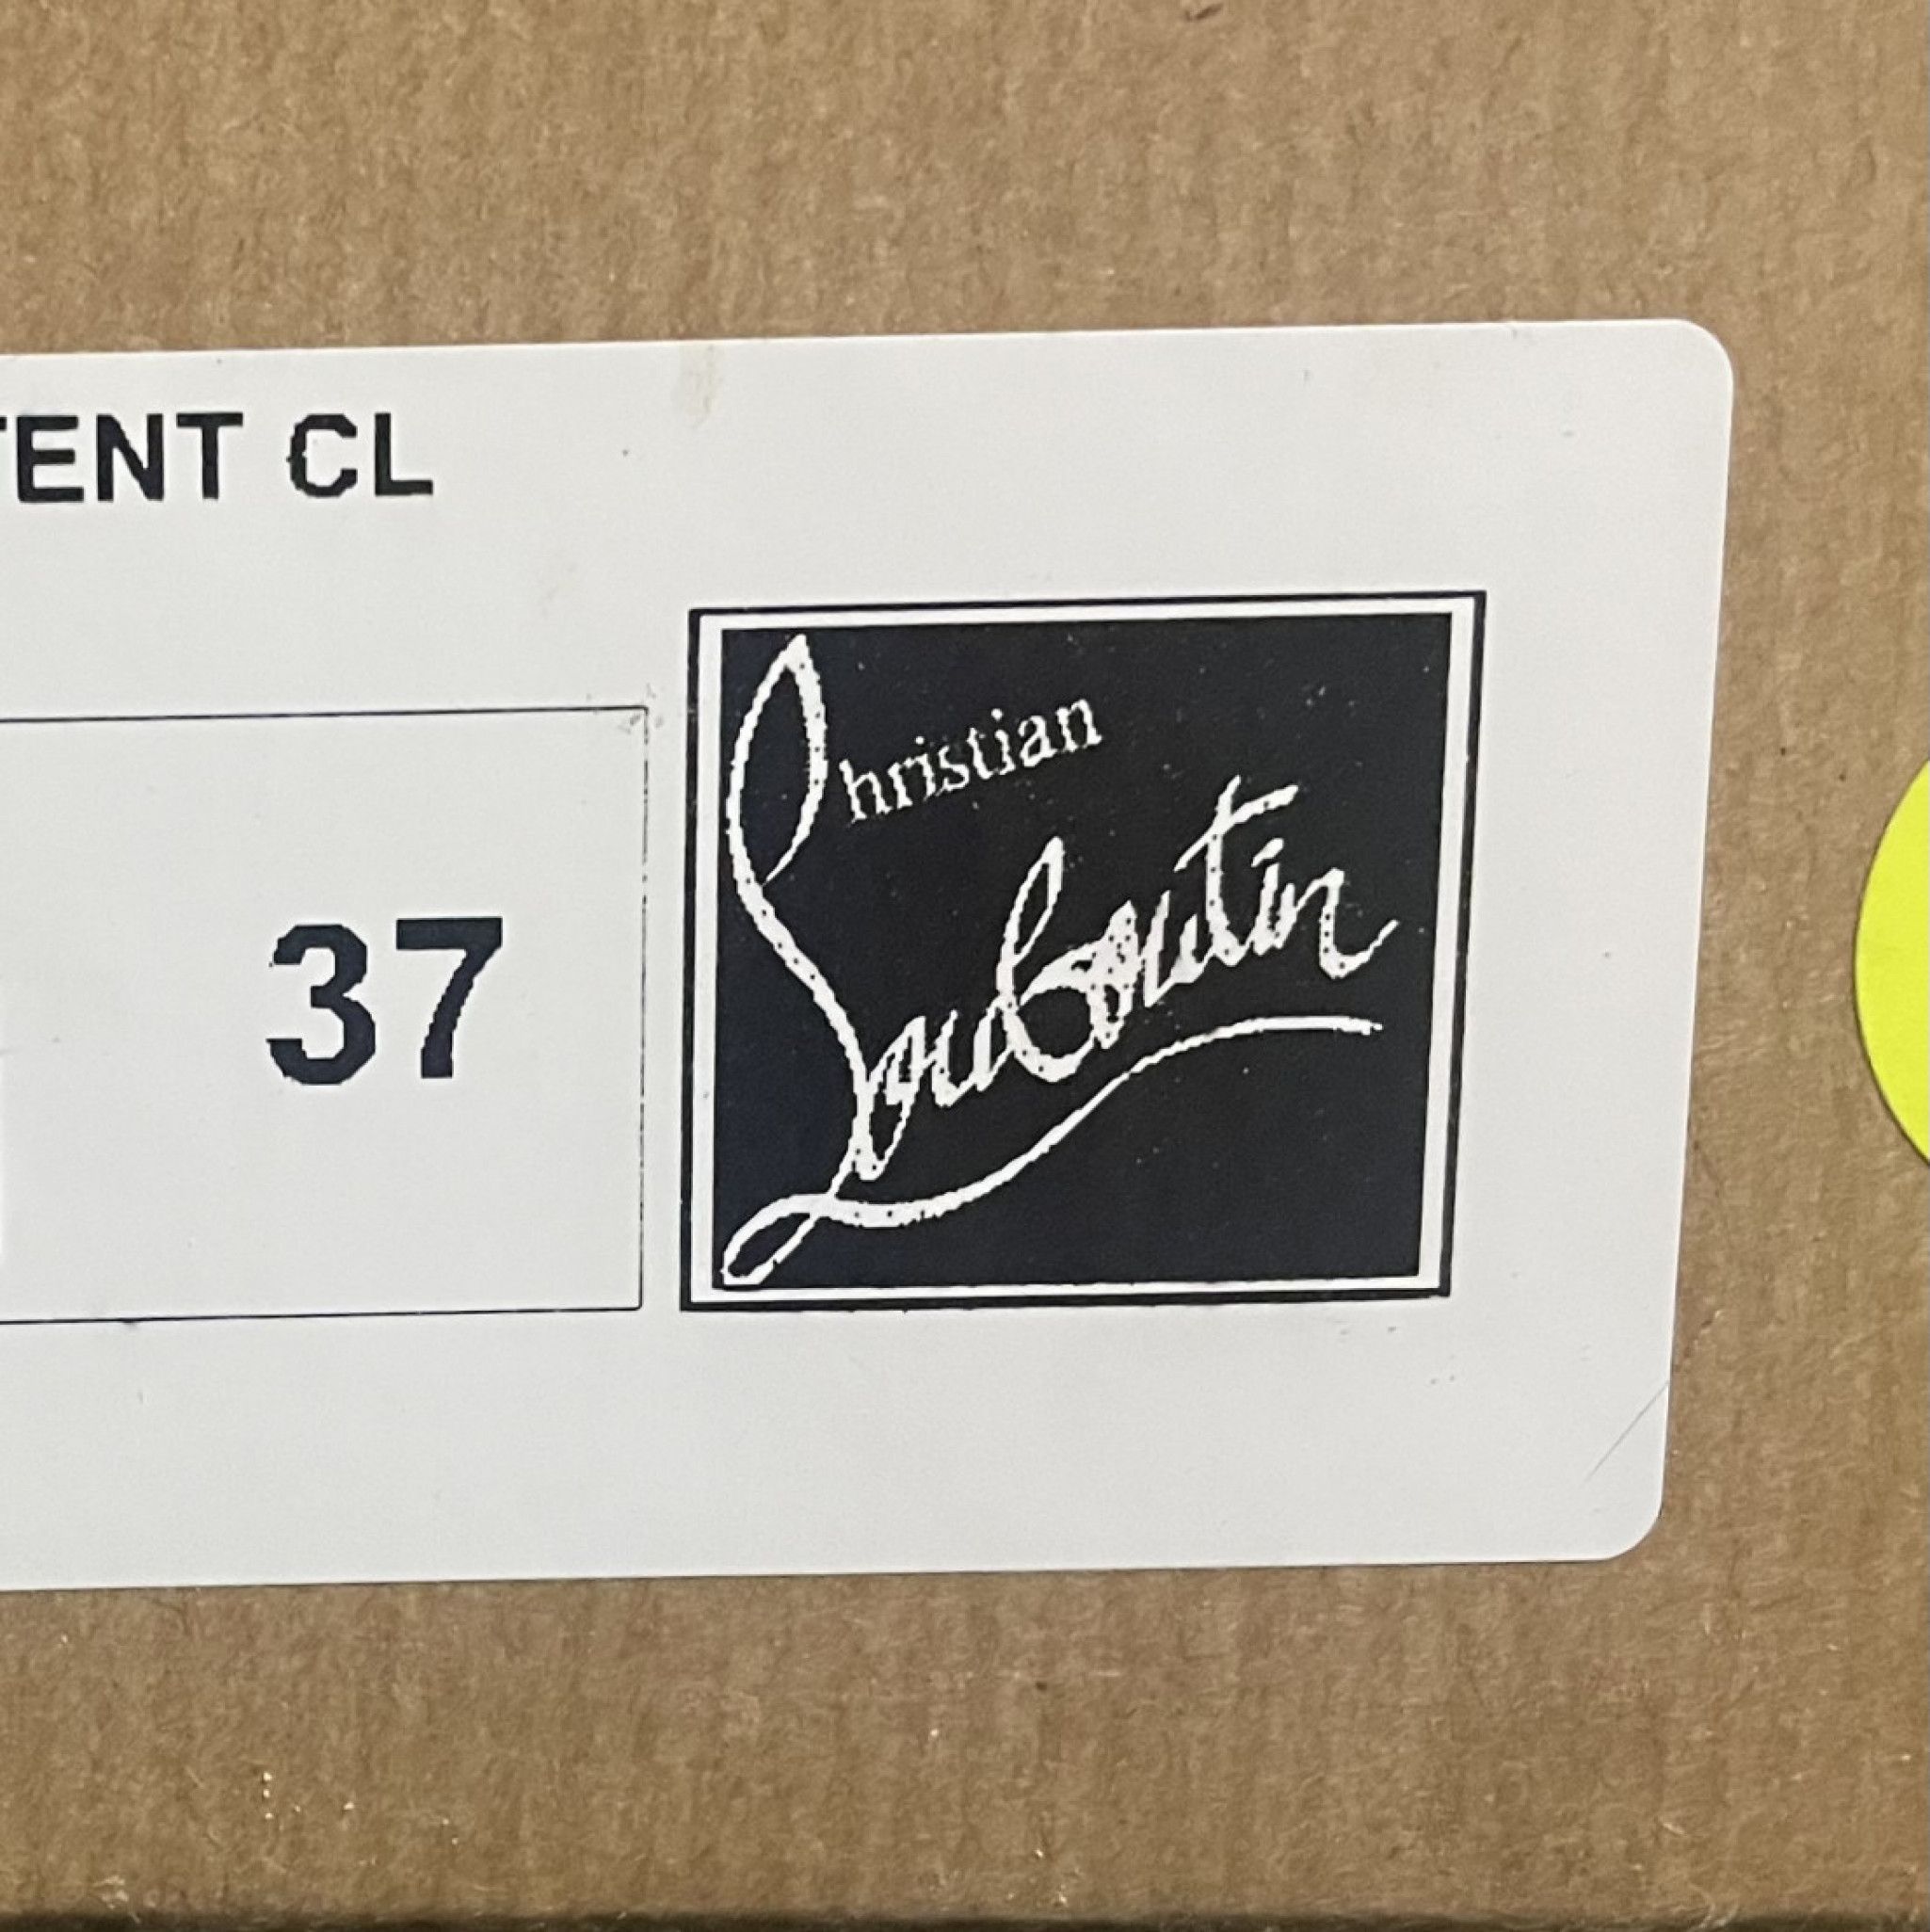 TENT CL
37
Christian
Louboutin